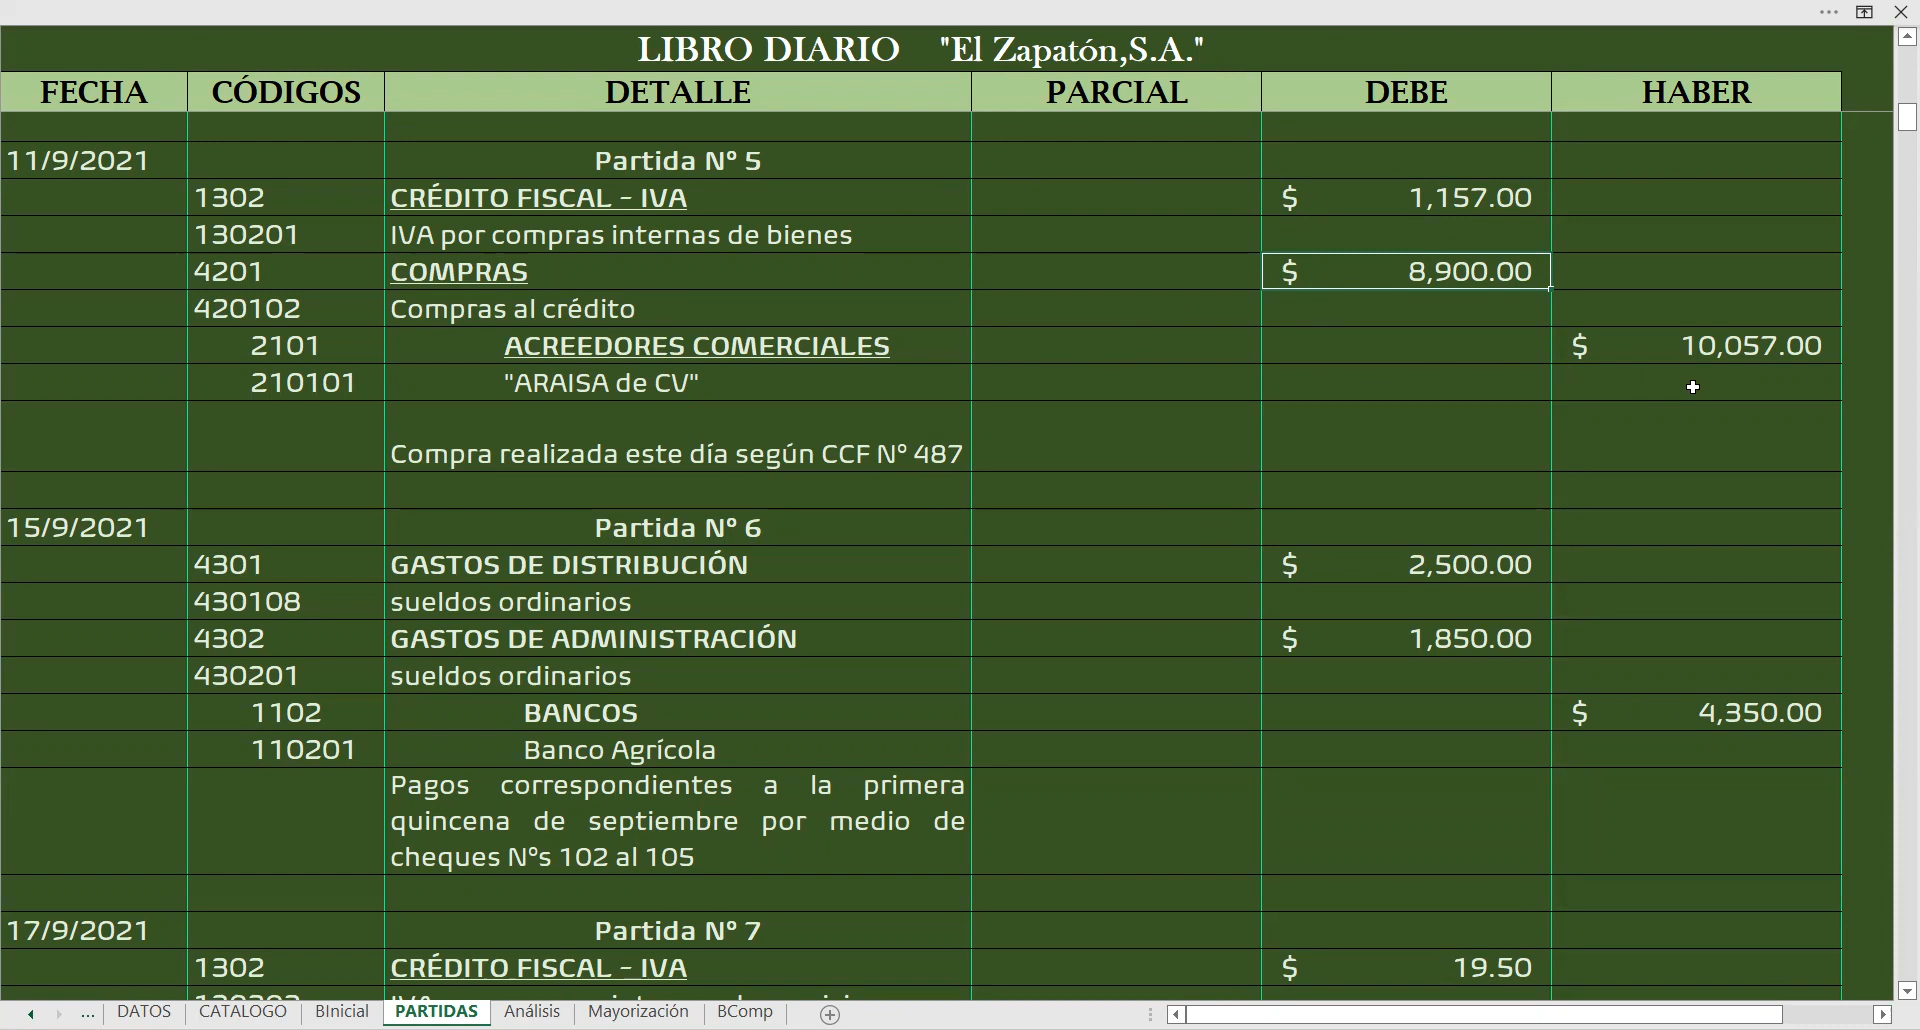 LIBRO DIARIO "El Zapatón,S.A."
FECHA CÓDIGOS DETALLE PARCIAL DEBE HABER
11/9/2021 Partida Nº 5
1302 CRÉDITO FISCAL - IVA $ 1,157.00
130201 IVA por compras internas de bienes
4201 COMPRAS $ 8,900.00
420102 Compras al crédito
2101 ACREEDORES COMERCIALES $ 10,057.00
210101 "ARAISA de CV"
Compra realizada este día según CCF Nº 487
15/9/2021 Partida Nº 6
4301 GASTOS DE DISTRIBUCIÓN $ 2,500.00
430108 sueldos ordinarios
4302 GASTOS DE ADMINISTRACIÓN $ 1,850.00
430201 sueldos ordinarios
1102 BANCOS $ 4,350.00
110201 Banco Agrícola
Pagos correspondientes a la primera
quincena de septiembre por medio de
cheques Nºs 102 al 105
17/9/2021 Partida Nº 7
1302 CRÉDITO FISCAL - IVA $ 19.50
... DATOS CATALOGO BInicial PARTIDAS Análisis Mayorización BComp